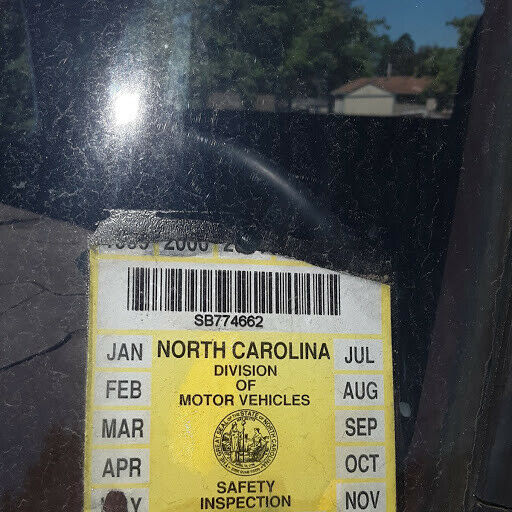 1999 2000
SB774662
JAN NORTH CAROLINA JUL
DIVISION
FEB OF AUG
MOTOR VEHICLES
MAR SEP
APR OCT
SAFETY
INSPECTION NOV